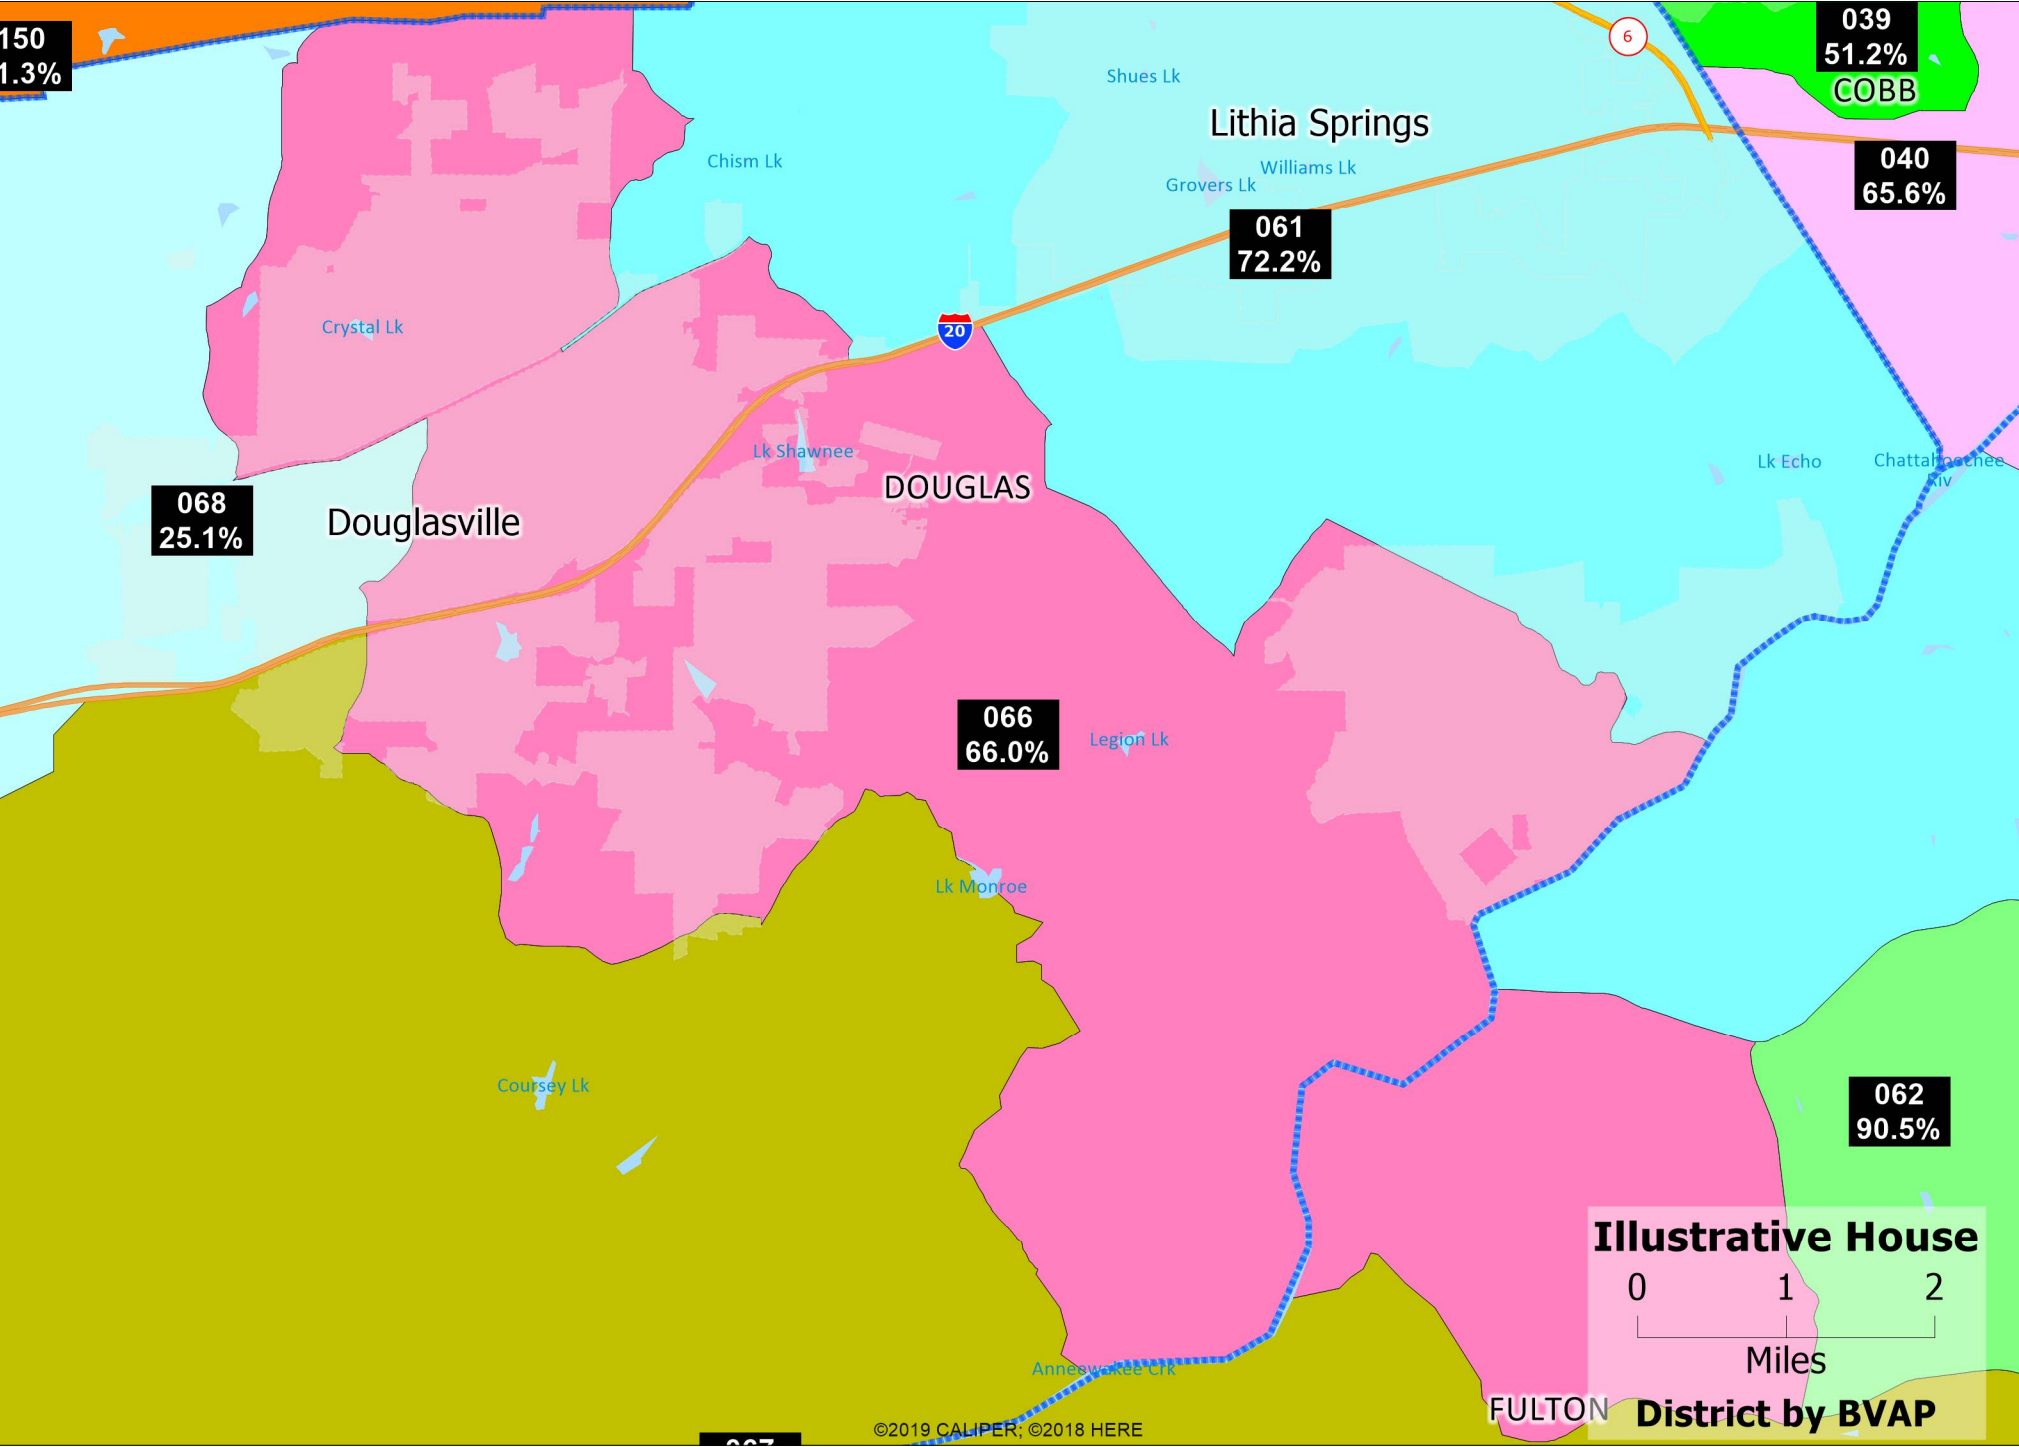 150
1.3%
6
039
51.2%
COBB
Shues Lk
Lithia Springs
Chism Lk
Williams Lk
Grovers Lk
040
65.6%
061
72.2%
Crystal Lk
20
Lk Shawnee
DOUGLAS
Lk Echo
Chattahoochee
Riv
068
25.1%
Douglasville
066
66.0%
Legion Lk
Lk Monroe
Coursey Lk
062
90.5%
Illustrative House
0 1 2
Miles
Anneewakee Crk
FULTON
District by BVAP
©2019 CALIPER; ©2018 HERE